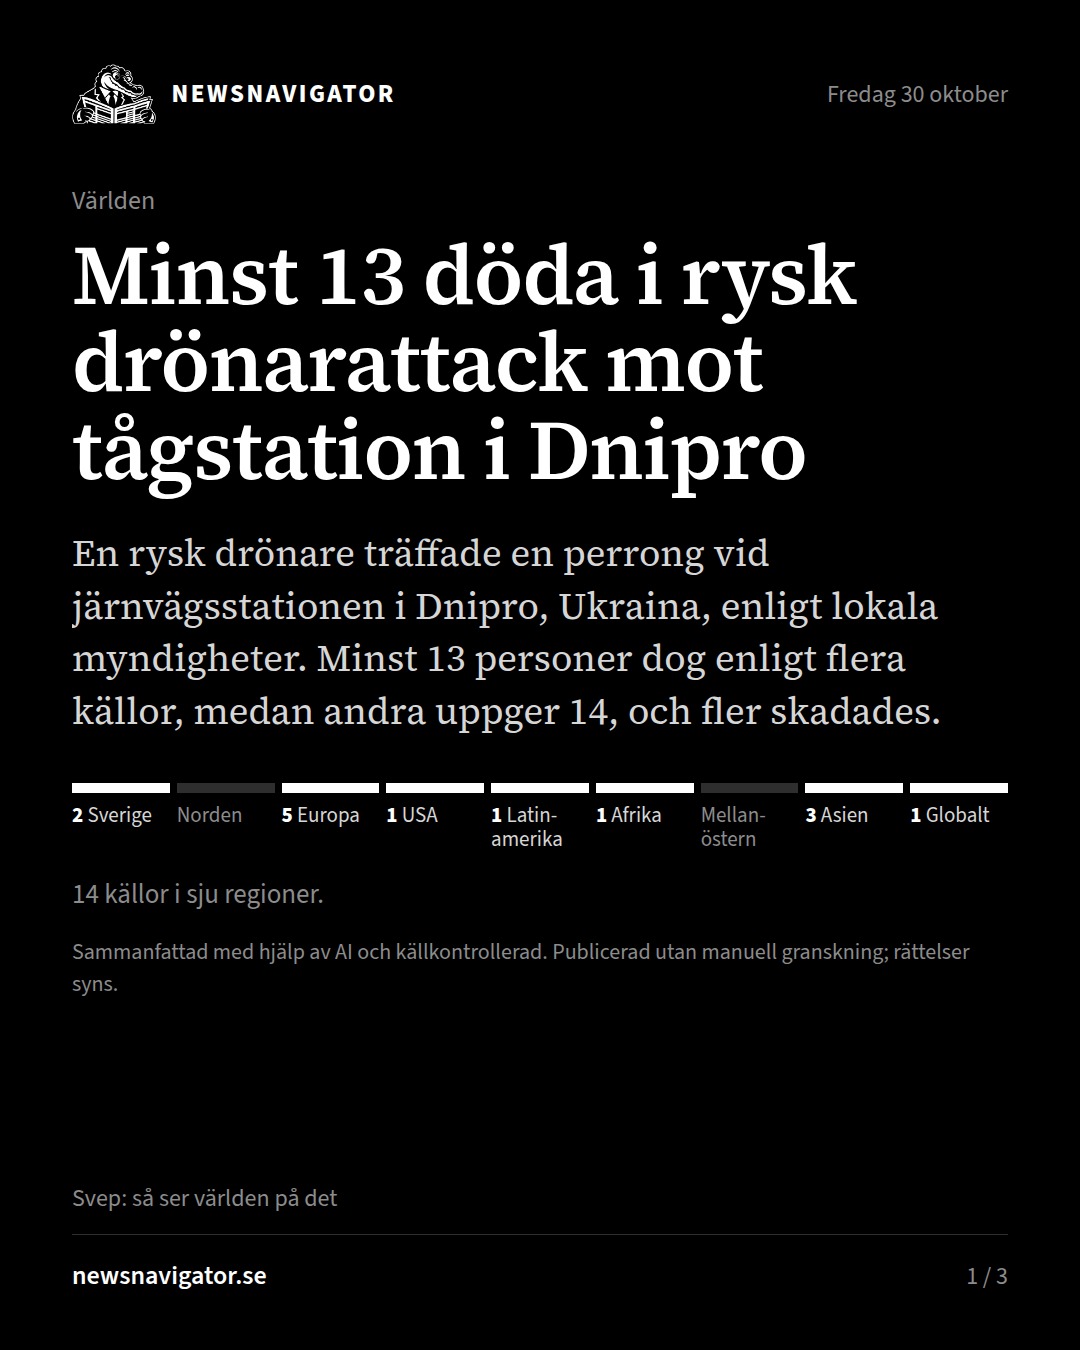 NEWSNAVIGATOR
Fredag 30 oktober
Världen
Minst 13 döda i rysk
drönarattack mot
tågstation i Dnipro
En rysk drönare träffade en perrong vid
järnvägsstationen i Dnipro, Ukraina, enligt lokala
myndigheter. Minst 13 personer dog enligt flera
källor, medan andra uppger 14, och fler skadades.
2 Sverige
Norden
5 Europa
1 USA
1 Latin-
amerika
1 Afrika
Mellan-
östern
3 Asien
1 Globalt
14 källor i sju regioner.
Sammanfattad med hjälp av AI och källkontrollerad. Publicerad utan manuell granskning; rättelser
syns.
Svep: så ser världen på det
newsnavigator.se
1 / 3